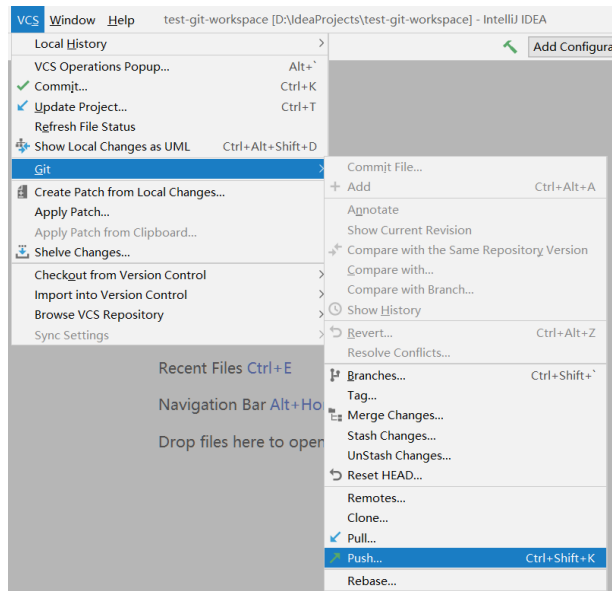 VCS Window Help test-git-workspace [D:\IdeaProjects\test-git-workspace] - IntelliJ IDEA
Add Configura
Local History
VCS Operations Popup... Alt+`
Commit... Ctrl+K
Update Project... Ctrl+T
Refresh File Status
Show Local Changes as UML Ctrl+Alt+Shift+D
Git
Create Patch from Local Changes...
Apply Patch...
Apply Patch from Clipboard...
Shelve Changes...
Checkout from Version Control
Import into Version Control
Browse VCS Repository
Sync Settings
Commit File...
Add Ctrl+Alt+A
Annotate
Show Current Revision
Compare with the Same Repository Version
Compare with...
Compare with Branch...
Show History
Revert... Ctrl+Alt+Z
Resolve Conflicts...
Branches... Ctrl+Shift+`
Tag...
Merge Changes...
Stash Changes...
UnStash Changes...
Reset HEAD...
Remotes...
Clone...
Pull...
Push... Ctrl+Shift+K
Rebase...
Recent Files Ctrl+E
Navigation Bar Alt+Ho
Drop files here to open